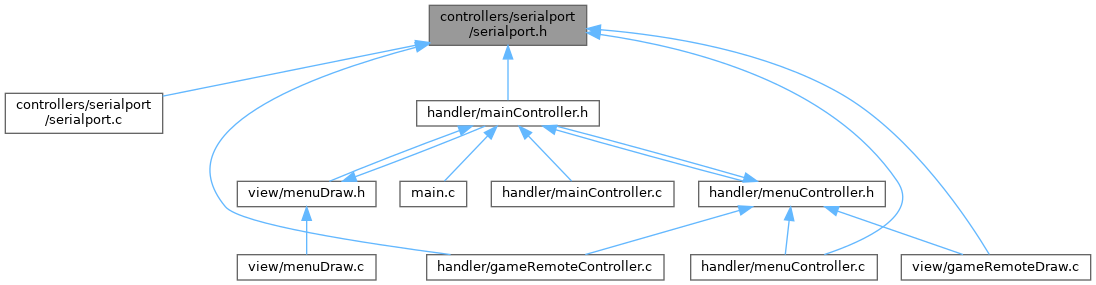 controllers/serialport
/serialport.h
controllers/serialport
/serialport.c
handler/mainController.h
view/menuDraw.h
main.c
handler/mainController.c
handler/menuController.h
view/menuDraw.c
handler/gameRemoteController.c
handler/menuController.c
view/gameRemoteDraw.c